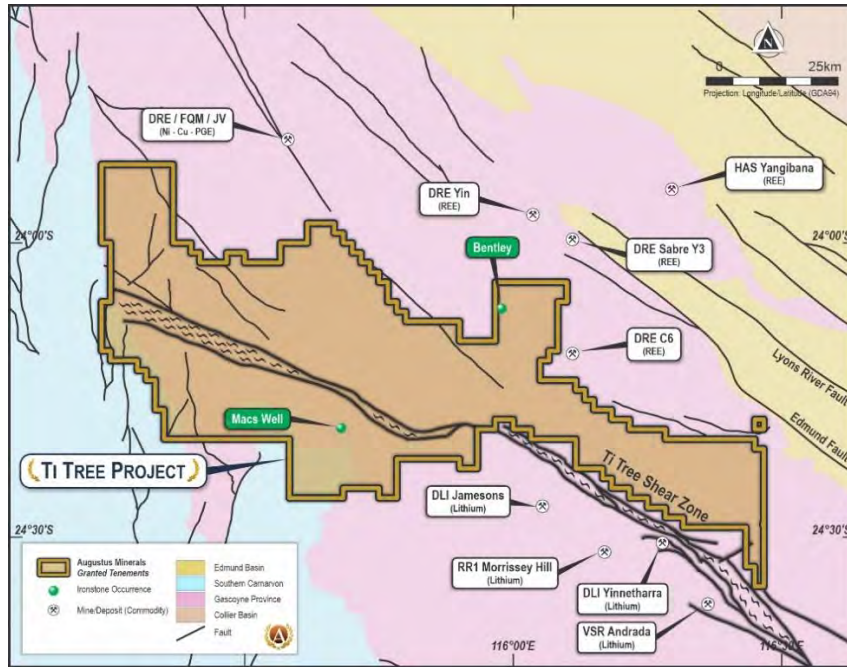 N
0 25km
Projection: Longitude/Latitude (GDA94)
DRE / FQM / JV
(Ni - Cu - PGE)
HAS Yangibana
(REE)
DRE Yin
(REE)
24°00'S
24°00'S
DRE Sabre Y3
(REE)
Bentley
DRE C6
(REE)
Lyons River Fault
Edmund Fault
Macs Well
TI TREE PROJECT
Ti Tree Shear Zone
DLI Jamesons
(Lithium)
24°30'S
24°30'S
RR1 Morrissey Hill
(Lithium)
DLI Yinnetharra
(Lithium)
VSR Andrada
(Lithium)
116°00'E
116°30'E
Augustus Minerals
Granted Tenements
Ironstone Occurrence
Mine/Deposit (Commodity)
Edmund Basin
Southern Carnarvon
Gascoyne Province
Collier Basin
Fault
A